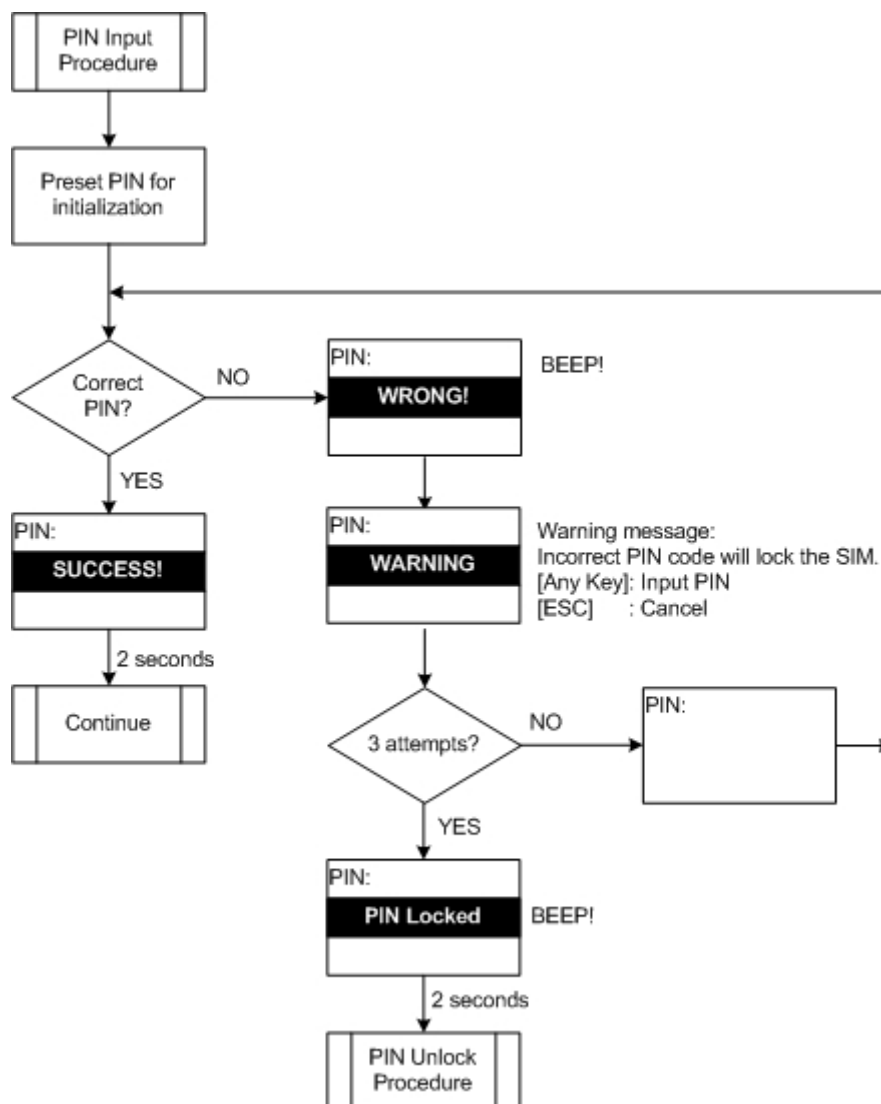 PIN Input
Procedure
Preset PIN for
initialization
Correct
PIN?
NO
PIN:
WRONG!
BEEP!
YES
PIN:
SUCCESS!
PIN:
WARNING
Warning message:
Incorrect PIN code will lock the SIM.
[Any Key]: Input PIN
[ESC] : Cancel
2 seconds
Continue
3 attempts?
NO
PIN:
YES
PIN:
PIN Locked
BEEP!
2 seconds
PIN Unlock
Procedure